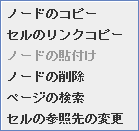 ノードのコピー
セルのリンクコピー
ノードの貼付け
ノードの削除
ページの検索
セルの参照先の変更